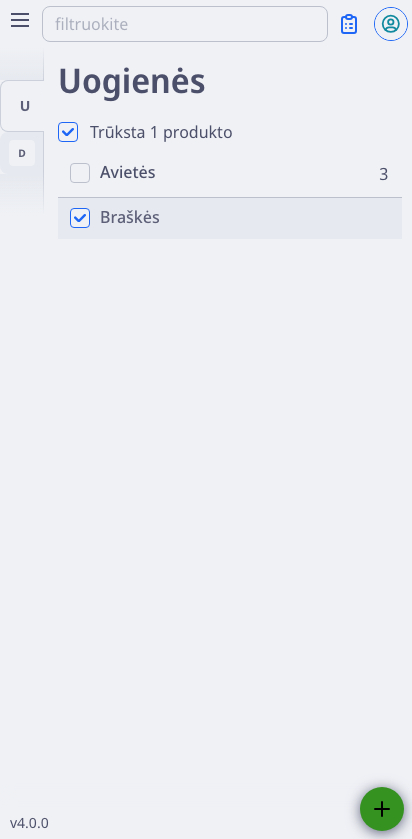 filtruokite
Uogienės
U
Trūksta 1 produkto
D
Avietės 3
Braškės
v4.0.0